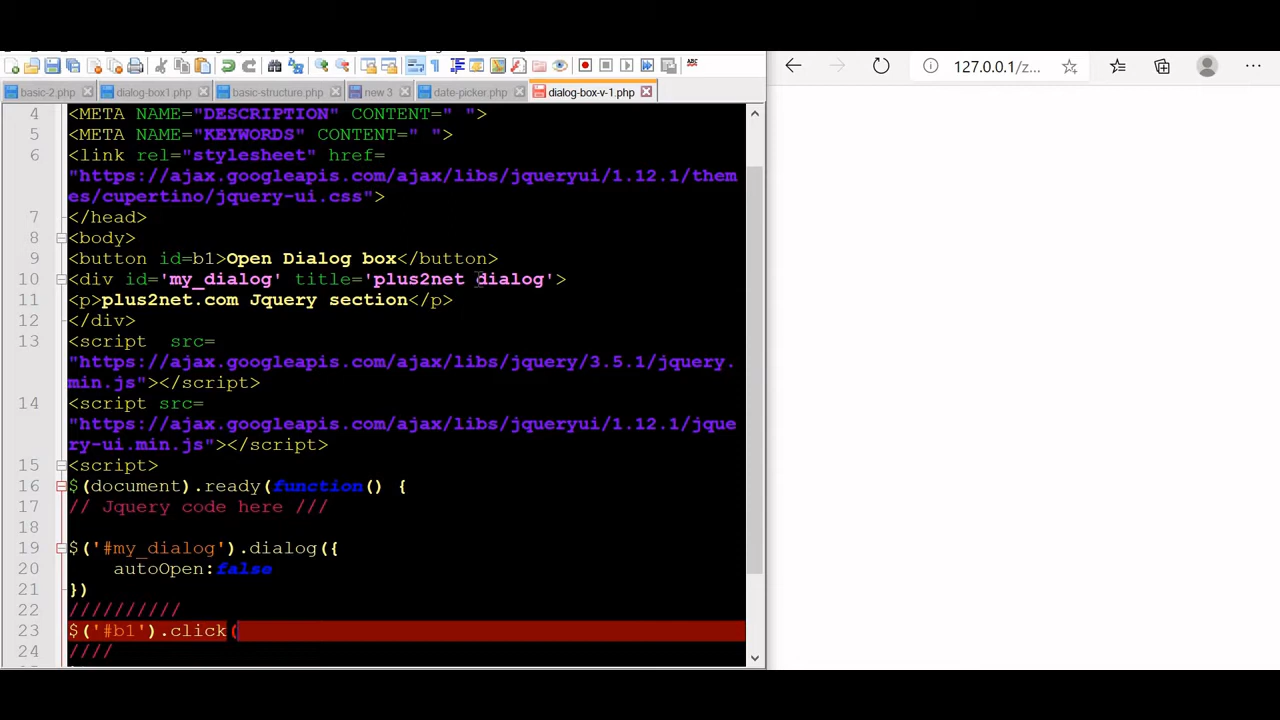 basic-2.php dialog-box1.php basic-structure.php new 3 date-picker.php dialog-box-v-1.php
127.0.0.1/z...
4 <META NAME="DESCRIPTION" CONTENT=" ">
5 <META NAME="KEYWORDS" CONTENT=" ">
6 <link rel="stylesheet" href=
"https://ajax.googleapis.com/ajax/libs/jqueryui/1.12.1/them
es/cupertino/jquery-ui.css">
7 </head>
8 <body>
9 <button id=b1>Open Dialog box</button>
10 <div id='my_dialog' title='plus2net dialog'>
11 <p>plus2net.com Jquery section</p>
12 </div>
13 <script  src=
"https://ajax.googleapis.com/ajax/libs/jquery/3.5.1/jquery.
min.js"></script>
14 <script src=
"https://ajax.googleapis.com/ajax/libs/jqueryui/1.12.1/jque
ry-ui.min.js"></script>
15 <script>
16 $(document).ready(function() {
17 // Jquery code here ///
18
19 $('#my_dialog').dialog({
20     autoOpen:false
21 })
22 //////////
23 $('#b1').click(
24 ////